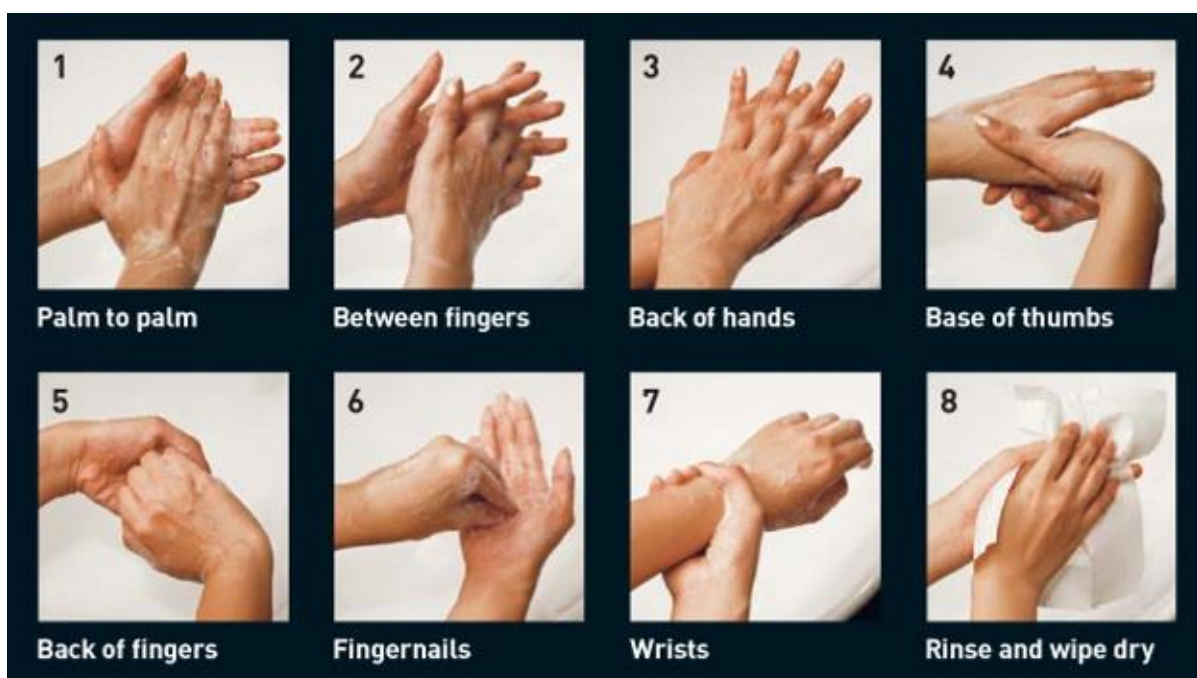 1
2
3
4
Palm to palm
Between fingers
Back of hands
Base of thumbs
5
6
7
8
Back of fingers
Fingernails
Wrists
Rinse and wipe dry